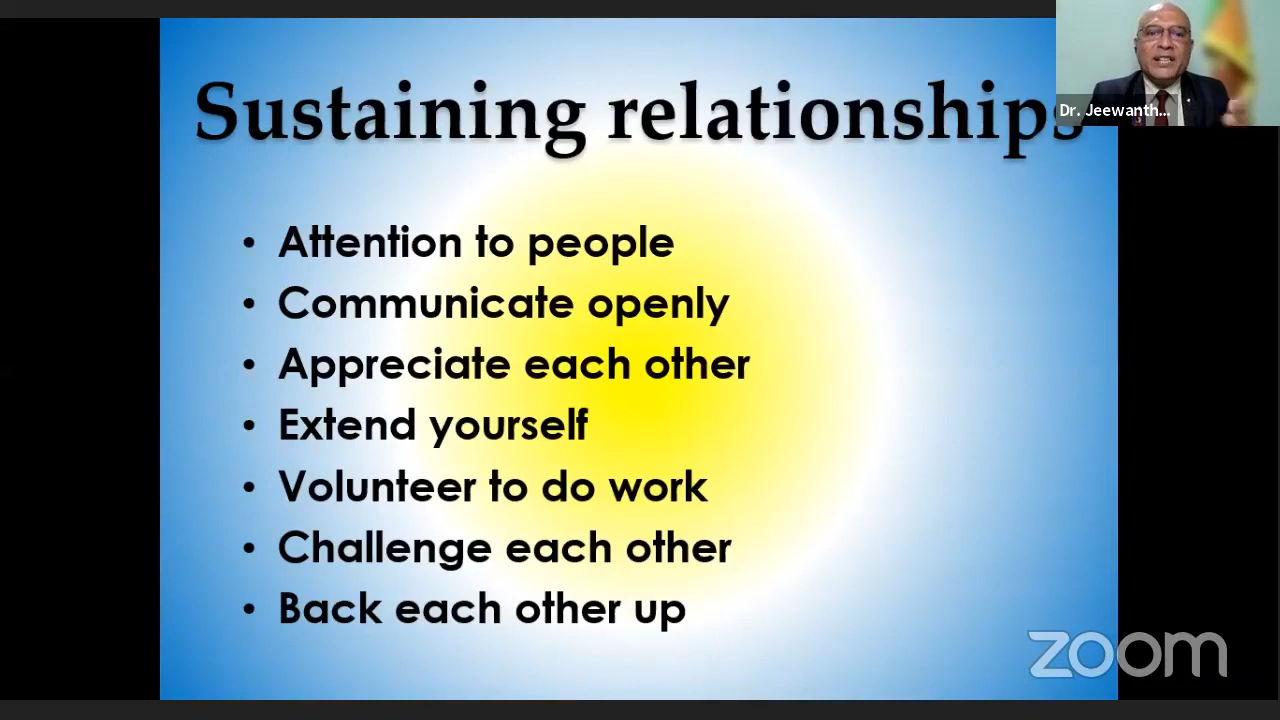 Sustaining relationships
Dr. Jeewanth...
• Attention to people
• Communicate openly
• Appreciate each other
• Extend yourself
• Volunteer to do work
• Challenge each other
• Back each other up
zoom